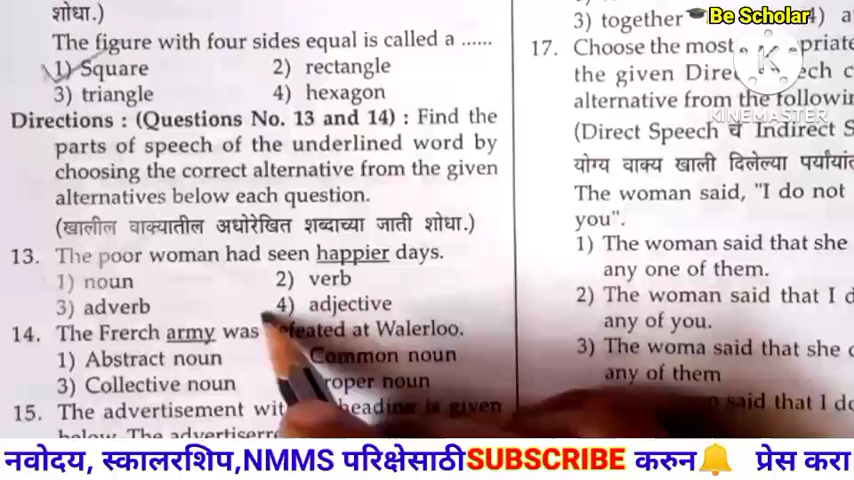 शोधा.)
The figure with four sides equal is called a ......
1) Square 2) rectangle
3) triangle 4) hexagon
Directions : (Questions No. 13 and 14) : Find the
parts of speech of the underlined word by
choosing the correct alternative from the given
alternatives below each question.
(खालील वाक्यातील अधोरेखित शब्दाच्या जाती शोधा.)
13. The poor woman had seen happier days.
1) noun 2) verb
3) adverb 4) adjective
14. The Frerch army was defeated at Walerloo.
1) Abstract noun Common noun
3) Collective noun roper noun
15. The advertisement wit heading is given
below. The
3) together 4) a
Be Scholar
17. Choose the most
the given Dire ech c
alternative from the followin
KINEMASTER
(Direct Speech चे Indirect S
योग्य वाक्य खाली दिलेल्या
The woman said, "I do not
you".
1) The woman said that she
any one of them.
2) The woman said that I d
any of you.
3) The woma said that she
any of them
said that I do
नवोदय, स्कालरशिप,NMMS परिक्षेसाठी SUBSCRIBE करुन प्रेस करा